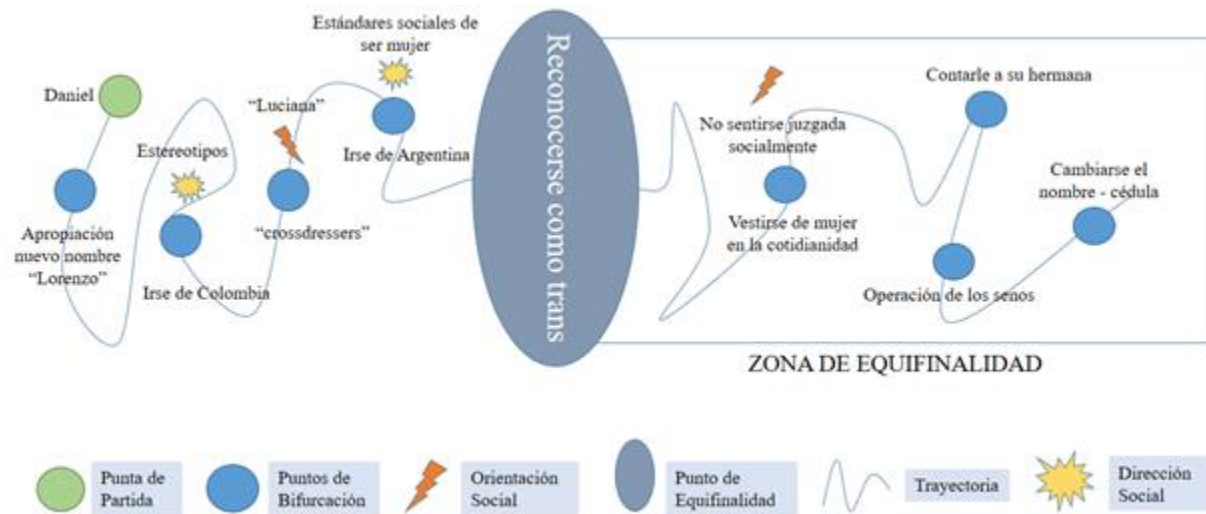 Daniel
Apropiación
nuevo nombre
“Lorenzo”
Estereotipos
Irse de Colombia
“Luciana”
“crossdressers”
Estándares sociales de
ser mujer
Irse de Argentina
Reconocerse como trans
No sentirse juzgada
socialmente
Vestirse de mujer
en la cotidianidad
Contarle a su hermana
Operación de los senos
Cambiarse el
nombre - cédula
ZONA DE EQUIFINALIDAD
Punta de
Partida
Puntos de
Bifurcación
Orientación
Social
Punto de
Equifinalidad
Trayectoria
Dirección
Social